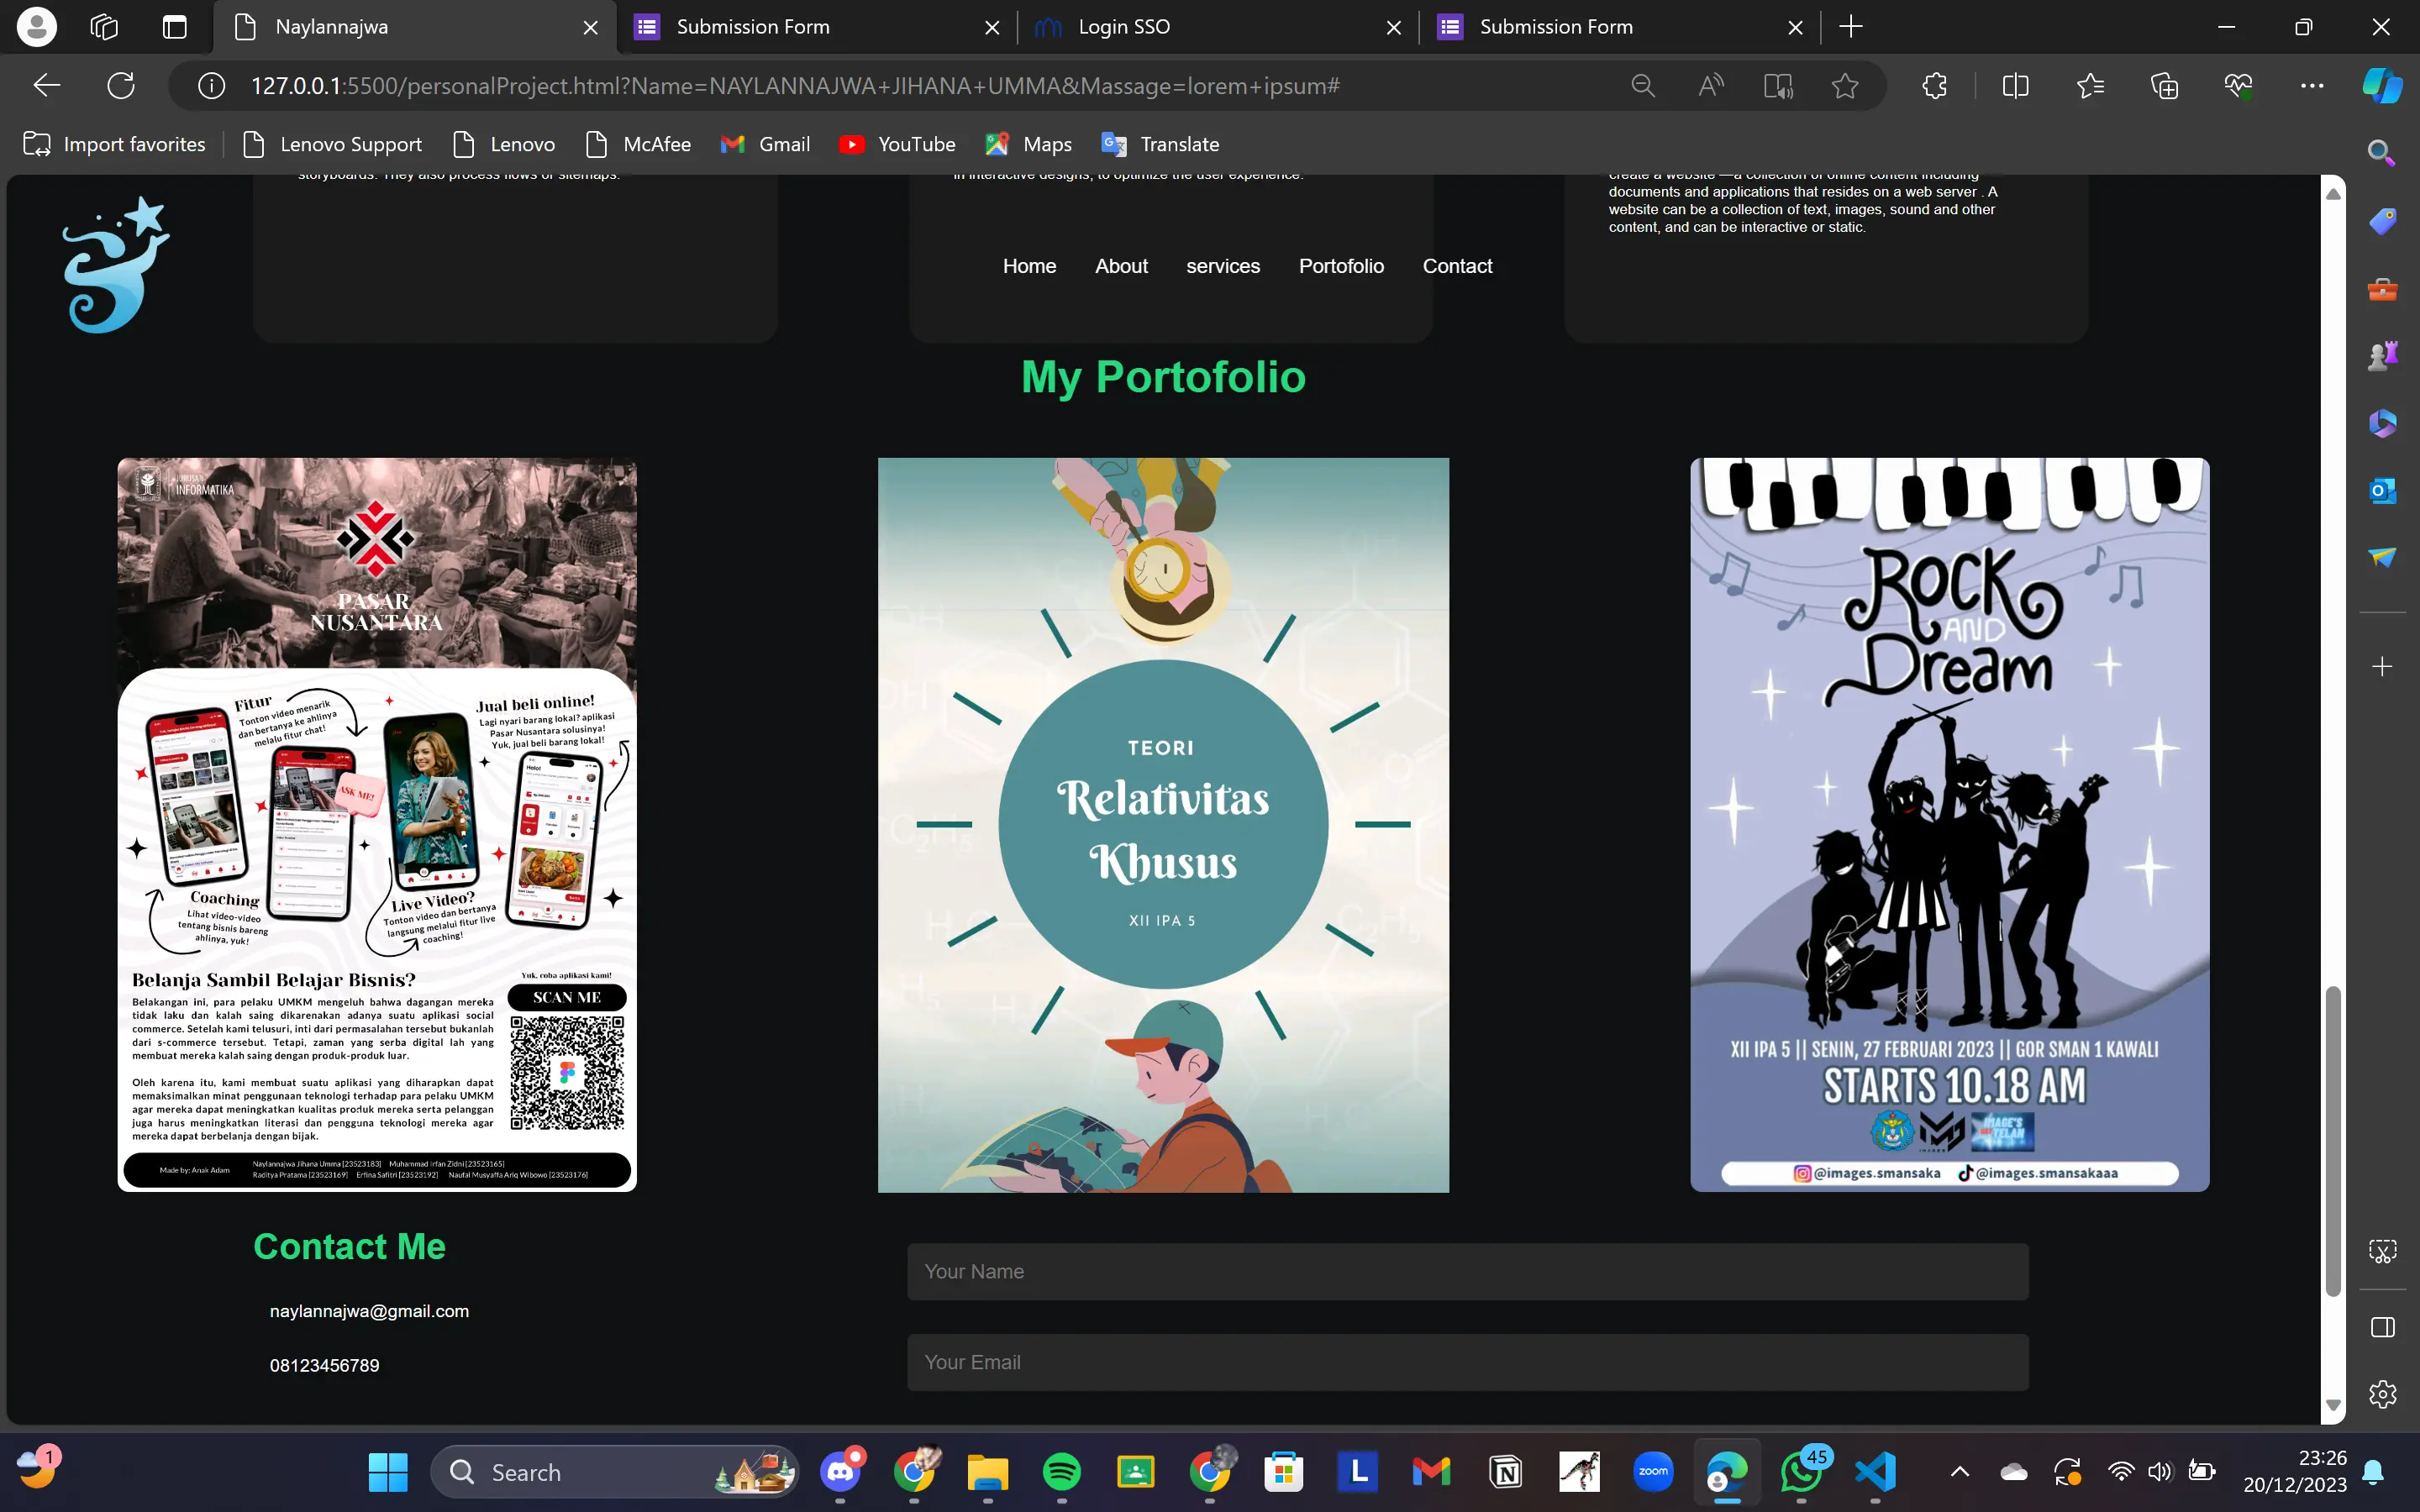 Naylannajwa
Submission Form
Login SSO
Submission Form
127.0.0.1:5500/personalProject.html?Name=NAYLANNAJWA+JIHANA+UMMA&Massage=lorem+ipsum#
Import favorites
Lenovo Support
Lenovo
McAfee
Gmail
YouTube
Maps
Translate
storyboards. They also process flows or sitemaps.
in interactive designs, to optimize the user experience.
create a website —a collection of online content including
documents and applications that resides on a web server . A
website can be a collection of text, images, sound and other
content, and can be interactive or static.
Home
About
services
Portofolio
Contact
My Portofolio
JURUSAN
INFORMATIKA
PASAR
NUSANTARA
Fitur
Tonton video menarik
dan bertanya ke ahlinya
melalu fitur chat!
Jual beli online!
Lagi nyari barang lokal? aplikasi
Pasar Nusantara solusinya!
Yuk, jual beli barang lokal!
ASK ME!
Coaching
Lihat video-video
tentang bisnis bareng
ahlinya, yuk!
Live Video?
Tonton video dan bertanya
langsung melalui fitur live
coaching!
Belanja Sambil Belajar Bisnis?
Belakangan ini, para pelaku UMKM mengeluh bahwa dagangan mereka
tidak laku dan kalah saing dikarenakan adanya suatu aplikasi social
commerce. Setelah kami telusuri, inti dari permasalahan tersebut bukanlah
dari s-commerce tersebut. Tetapi, zaman yang serba digital lah yang
membuat mereka kalah saing dengan produk-produk luar.
Oleh karena itu, kami membuat suatu aplikasi yang diharapkan dapat
memaksimalkan minat penggunaan teknologi terhadap para pelaku UMKM
agar mereka dapat meningkatkan kualitas produk mereka serta pelanggan
juga harus meningkatkan literasi dan pengguna teknologi mereka agar
mereka dapat berbelanja dengan bijak.
Yuk, coba aplikasi kami!
SCAN ME
Made by: Anak Adam
Naylannajwa Jihana Umma [23523183] Muhammad Irfan Zidni [23523165]
Raditya Pratama [23523169] Erfina Safitri [23523192] Naufal Musyaffa Ariq Wibowo [23523176]
TEORI
Relativitas
Khusus
XII IPA 5
ROCK
AND
Dream
XII IPA 5 || SENIN, 27 FEBRUARI 2023 || GOR SMAN 1 KAWALI
STARTS 10.18 AM
@images.smansaka
@images.smansakaaa
Contact Me
naylannajwa@gmail.com
08123456789
Your Name
Your Email
1
Search
L
zoom
45
23:26
20/12/2023